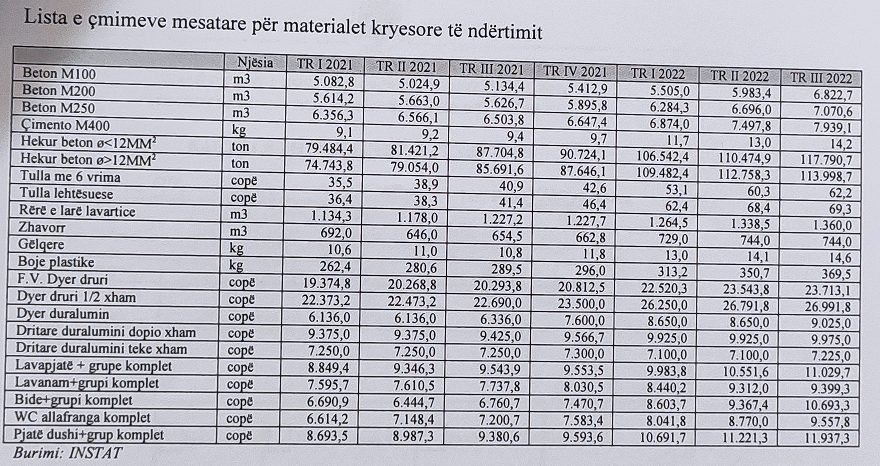 Lista e çmimeve mesatare për materialet kryesore të ndërtimit
Njësia TR I 2021 TR II 2021 TR III 2021 TR IV 2021 TR I 2022 TR II 2022 TR III 2022
Beton M100 m3 5.082,8 5.024,9 5.134,4 5.412,9 5.505,0 5.983,4 6.822,7
Beton M200 m3 5.614,2 5.663,0 5.626,7 5.895,8 6.284,3 6.696,0 7.070,6
Beton M250 m3 6.356,3 6.566,1 6.503,8 6.647,4 6.874,0 7.497,8 7.939,1
Çimento M400 kg 9,1 9,2 9,4 9,7 11,7 13,0 14,2
Hekur beton ø<12MM² ton 79.484,4 81.421,2 87.704,8 90.724,1 106.542,4 110.474,9 117.790,7
Hekur beton ø>12MM² ton 74.743,8 79.054,0 85.691,6 87.646,1 109.482,4 112.758,3 113.998,7
Tulla me 6 vrima copë 35,5 38,9 40,9 42,6 53,1 60,3 62,2
Tulla lehtësuese copë 36,4 38,3 41,4 46,4 62,4 68,4 69,3
Rërë e larë lavartice m3 1.134,3 1.178,0 1.227,2 1.227,7 1.264,5 1.338,5 1.360,0
Zhavorr m3 692,0 646,0 654,5 662,8 729,0 744,0 744,0
Gëlqere kg 10,6 11,0 10,8 11,8 13,0 14,1 14,6
Boje plastike kg 262,4 280,6 289,5 296,0 313,2 350,7 369,5
F.V. Dyer druri copë 19.374,8 20.268,8 20.293,8 20.812,5 22.520,3 23.543,8 23.713,1
Dyer druri 1/2 xham copë 22.373,2 22.473,2 22.690,0 23.500,0 26.250,0 26.791,8 26.991,8
Dyer duralumin copë 6.136,0 6.136,0 6.336,0 7.600,0 8.650,0 8.650,0 9.025,0
Dritare duralumini dopio xham copë 9.375,0 9.375,0 9.425,0 9.566,7 9.925,0 9.925,0 9.975,0
Dritare duralumini teke xham copë 7.250,0 7.250,0 7.250,0 7.300,0 7.100,0 7.100,0 7.225,0
Lavapjatë + grupe komplet copë 8.849,4 9.346,3 9.543,9 9.553,5 9.983,8 10.551,6 11.029,7
Lavanam+grupi komplet copë 7.595,7 7.610,5 7.737,8 8.030,5 8.440,2 9.312,0 9.399,3
Bide+grupi komplet copë 6.690,9 6.444,7 6.760,7 7.470,7 8.603,7 9.367,4 10.693,3
WC allafranga komplet copë 6.614,2 7.148,4 7.200,7 7.583,4 8.041,8 8.770,0 9.557,8
Pjatë dushi+grup komplet copë 8.693,5 8.987,3 9.380,6 9.593,6 10.691,7 11.221,3 11.937,3
Burimi: INSTAT